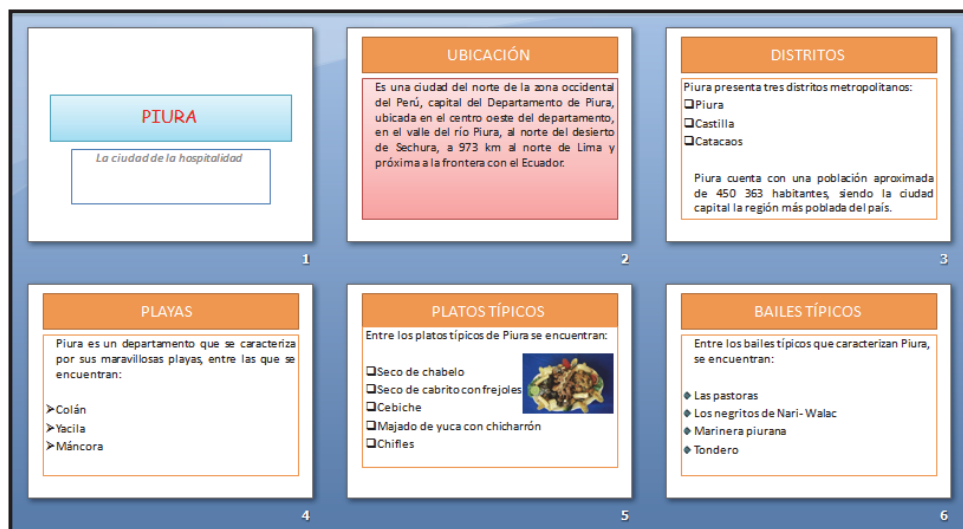 PIURA
La ciudad de la hospitalidad
1
UBICACIÓN
Es una ciudad del norte de la zona occidental
del Perú, capital del Departamento de Piura,
ubicada en el centro oeste del departamento,
en el valle del río Piura, al norte del desierto
de Sechura, a 973 km al norte de Lima y
próxima a la frontera con el Ecuador.
2
DISTRITOS
Piura presenta tres distritos metropolitanos:
Piura
Castilla
Catacaos
Piura cuenta con una población aproximada
de 450 363 habitantes, siendo la ciudad
capital la región más poblada del país.
3
PLAYAS
Piura es un departamento que se caracteriza
por sus maravillosas playas, entre las que se
encuentran:
Colán
Yacila
Máncora
4
PLATOS TÍPICOS
Entre los platos típicos de Piura se encuentran:
Seco de chabelo
Seco de cabrito con frejoles
Cebiche
Majado de yuca con chicharrón
Chifles
5
BAILES TÍPICOS
Entre los bailes típicos que caracterizan Piura,
se encuentran:
Las pastoras
Los negritos de Nari- Walac
Marinera piurana
Tondero
6